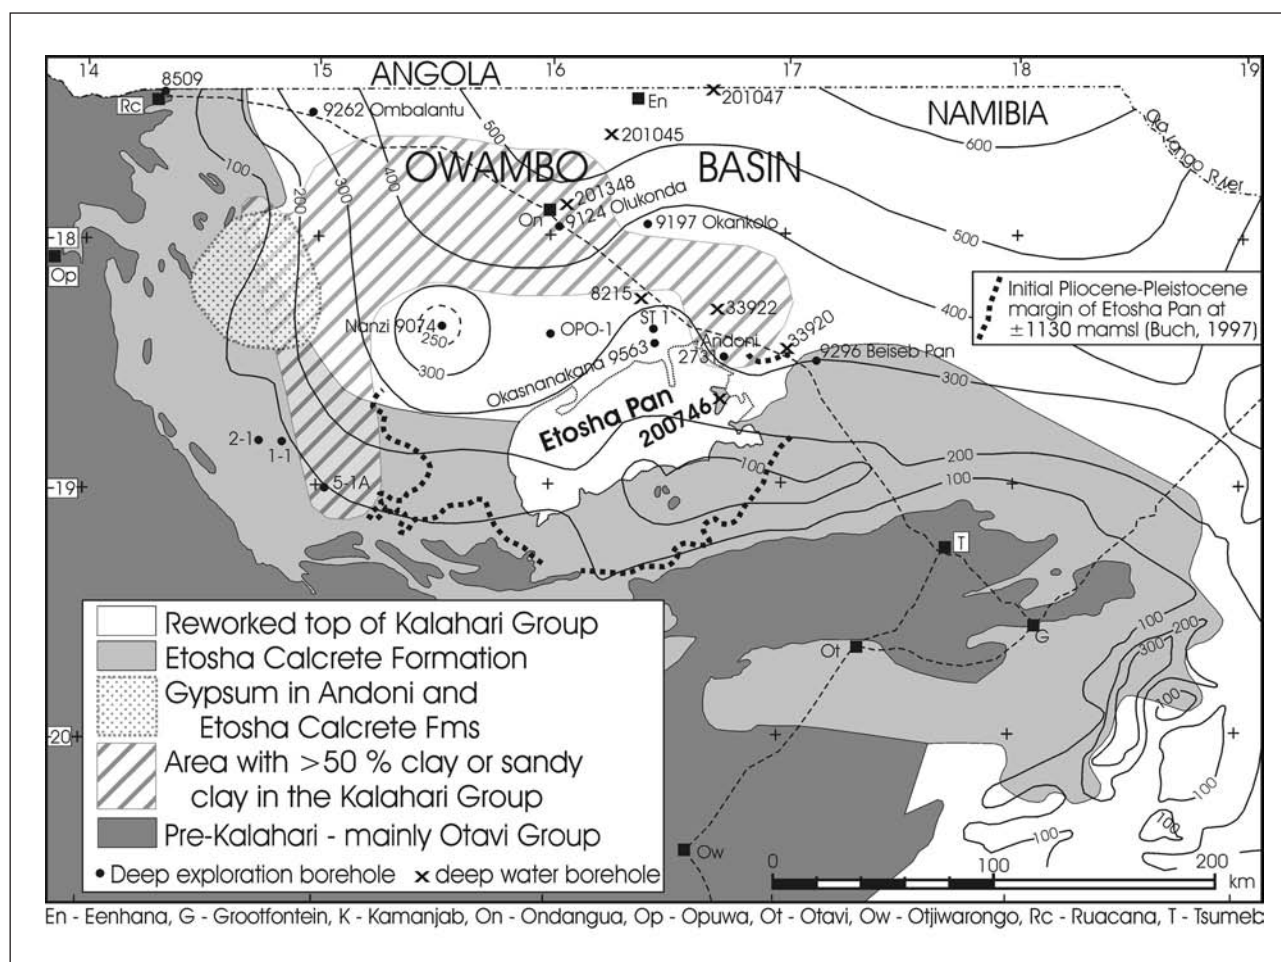 14
15
16
17
18
19
ANGOLA
8509
Rc
9262 Ombalantu
En
201047
NAMIBIA
Okavango River
500
201045
600
100
200
300
400
OWAMBO BASIN
201348
On
9124 Olukonda
9197 Okankolo
500
18
Op
400
8215
33922
Initial Pliocene-Pleistocene
margin of Etosha Pan at
±1130 mamsl (Buch, 1997)
Nanzi 9074
250
OPO-1
ST 1
33920
Andoni
2731
9296 Beiseb Pan
Okasnanakana 9563
300
300
Etosha Pan
200746
2-1
1-1
100
200
100
19
5-1A
T
Reworked top of Kalahari Group
Etosha Calcrete Formation
Gypsum in Andoni and
Etosha Calcrete Fms
Area with >50 % clay or sandy
clay in the Kalahari Group
Pre-Kalahari - mainly Otavi Group
Deep exploration borehole
deep water borehole
100
200
300
G
Ot
100
20
100
100
100
Ow
0
100
200
km
En - Eenhana, G - Grootfontein, K - Kamanjab, On - Ondangua, Op - Opuwa, Ot - Otavi, Ow - Otjiwarongo, Rc - Ruacana, T - Tsumeb